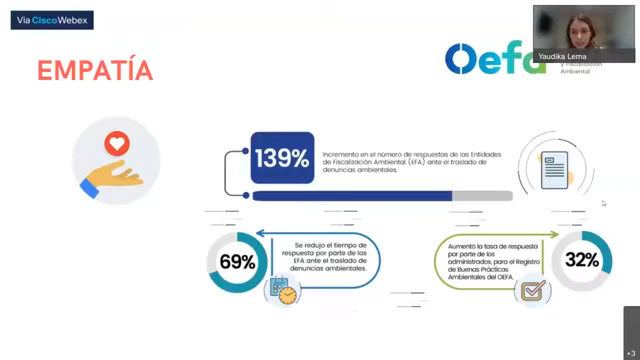 Vía Cisco Webex
EMPATÍA
Oefa
y Fiscalización
Ambiental
Yaudika Lema
139%
Incremento en el número de respuestas de las Entidades
de Fiscalización Ambiental (EFA) ante el traslado de
denuncias ambientales.
69%
Se redujo el tiempo de
respuesta por parte de las
EFA ante el traslado de
denuncias ambientales.
Aumentó la tasa de respuesta
por parte de los
administrados, para el Registro
de Buenas Prácticas
Ambientales del OEFA.
32%
+3